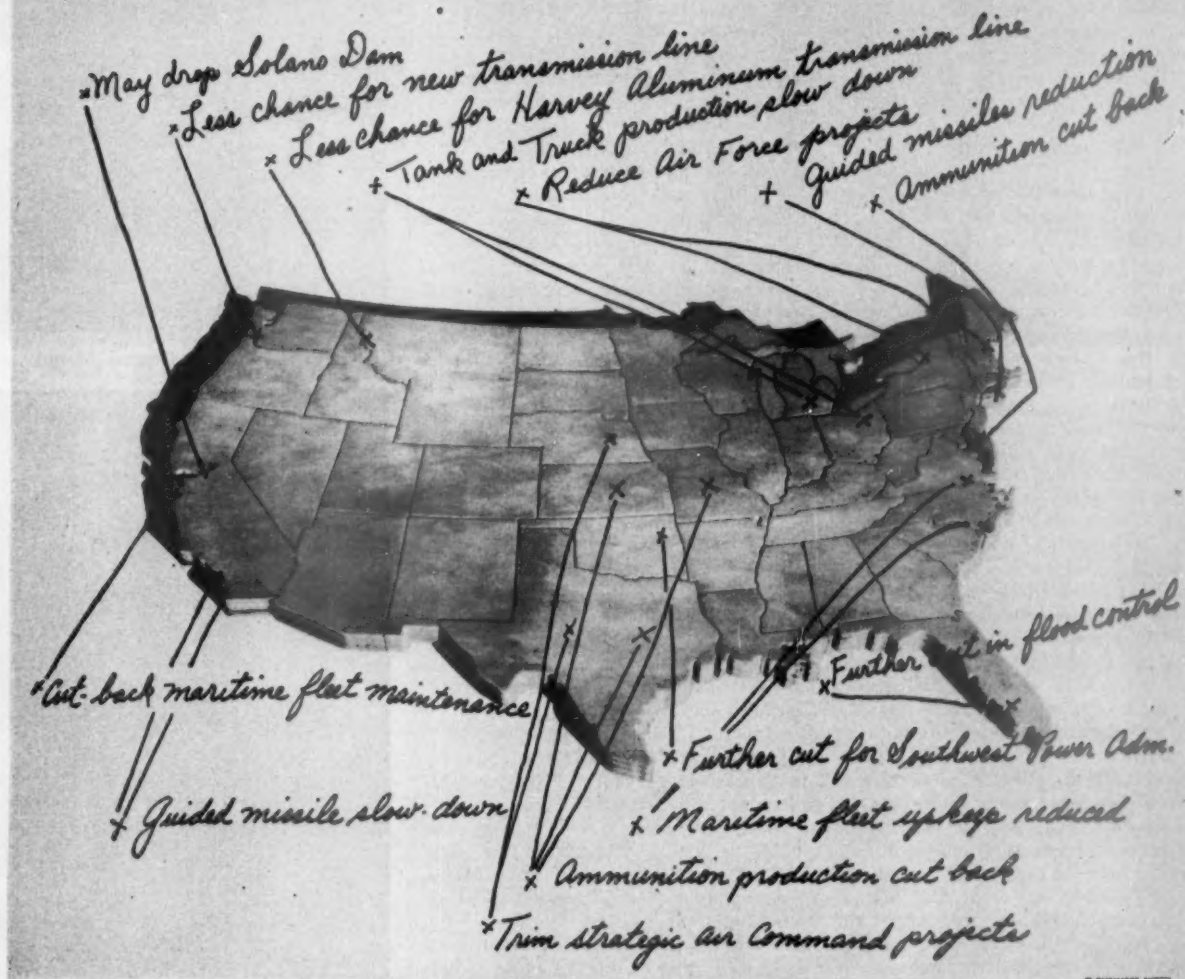 May drop Solano Dam
Less chance for new transmission line
Less chance for Harvey Aluminum transmission line
Tank and Truck production slow down
Reduce Air Force projects
Guided missiles reduction
Ammunition cut back
Further cut in flood control
Cut-back maritime fleet maintenance
Further cut for Southwest Power Adm.
Guided missile slow-down
Maritime fleet reduced
Ammunition production cut back
Trim strategic air Command projects